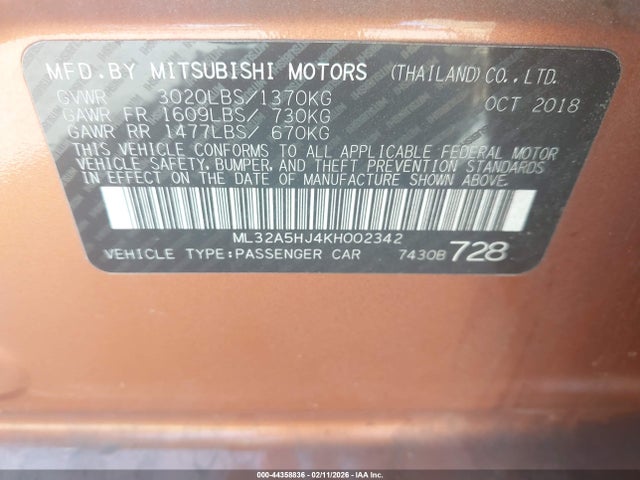 MFD. BY MITSUBISHI MOTORS (THAILAND) CO., LTD.
GVWR 3020LBS/1370KG OCT 2018
GAWR FR 1609LBS/ 730KG
GAWR RR 1477LBS/ 670KG
THIS VEHICLE CONFORMS TO ALL APPLICABLE FEDERAL MOTOR
VEHICLE SAFETY, BUMPER, AND THEFT PREVENTION STANDARDS
IN EFFECT ON THE DATE OF MANUFACTURE SHOWN ABOVE.
ML32A5HJ4KH002342
VEHICLE TYPE:PASSENGER CAR 7430B 728
000-44358836 - 02/11/2026 - IAA Inc.